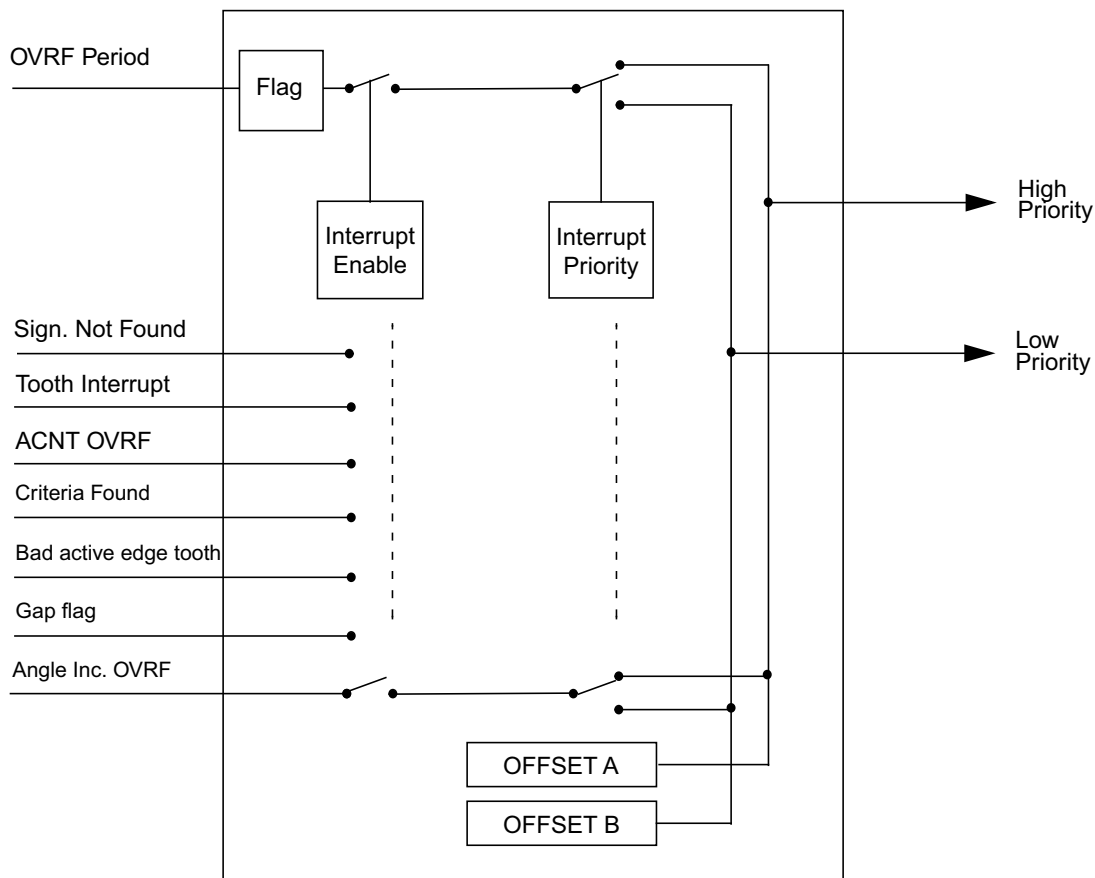 OVRF Period
Flag
High
Priority
Interrupt
Enable
Interrupt
Priority
Sign. Not Found
Low
Priority
Tooth Interrupt
ACNT OVRF
Criteria Found
Bad active edge tooth
Gap flag
Angle Inc. OVRF
OFFSET A
OFFSET B